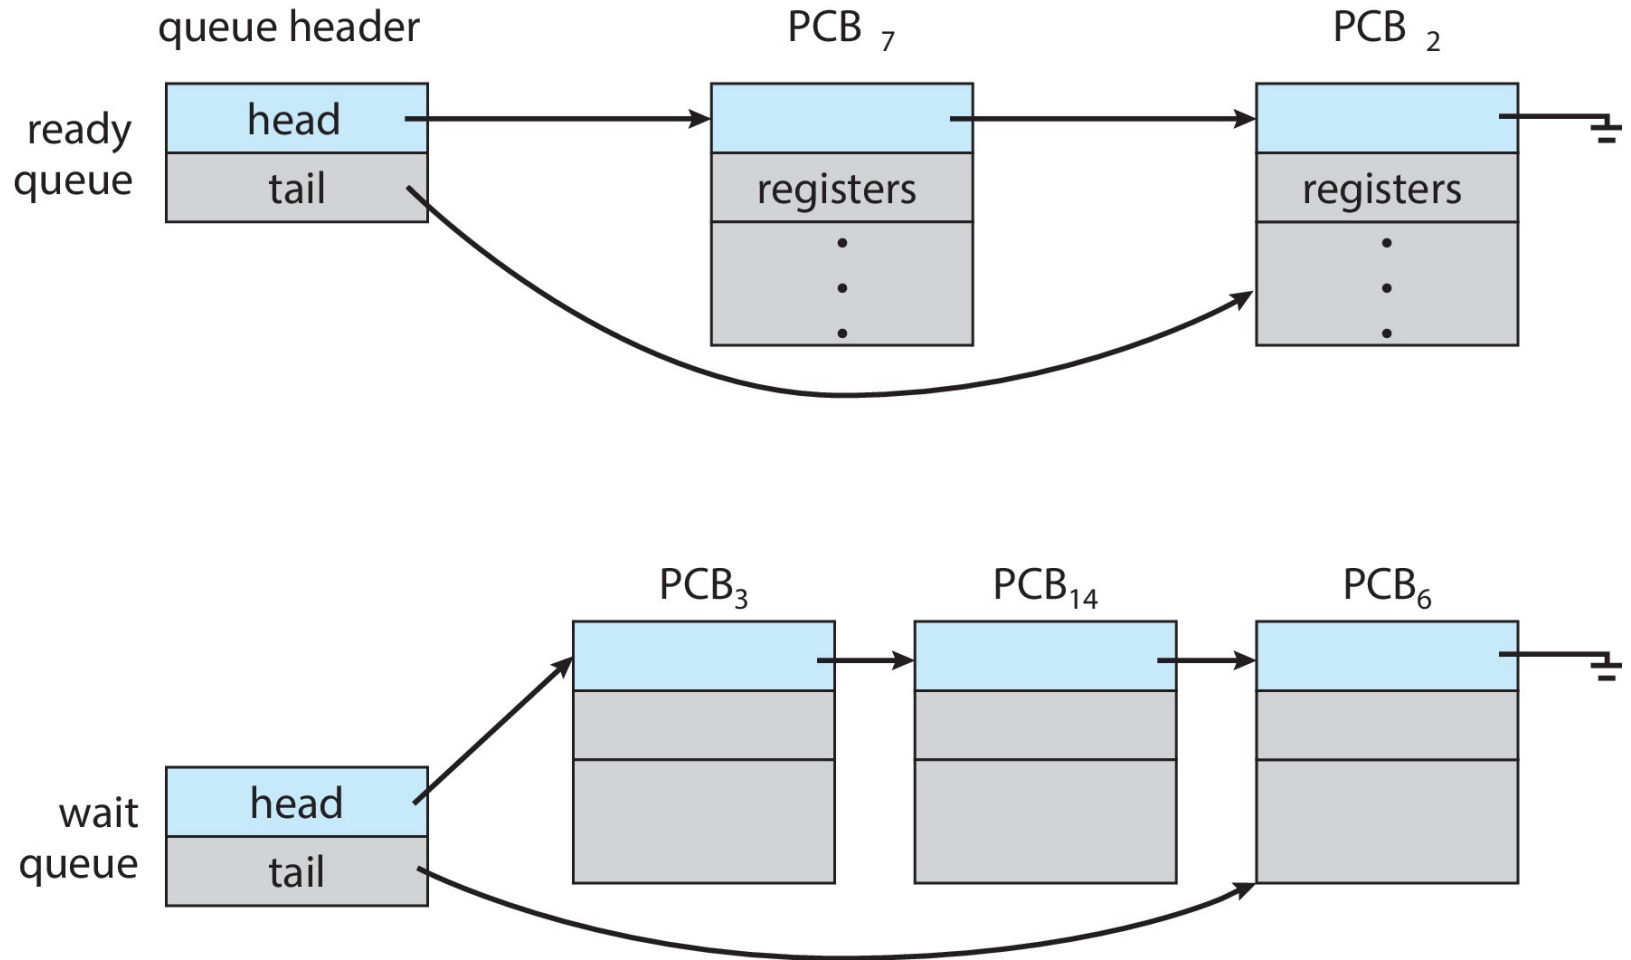 queue header
PCB 7
PCB 2
ready
queue
head
tail
registers
registers
PCB3
PCB14
PCB6
wait
queue
head
tail